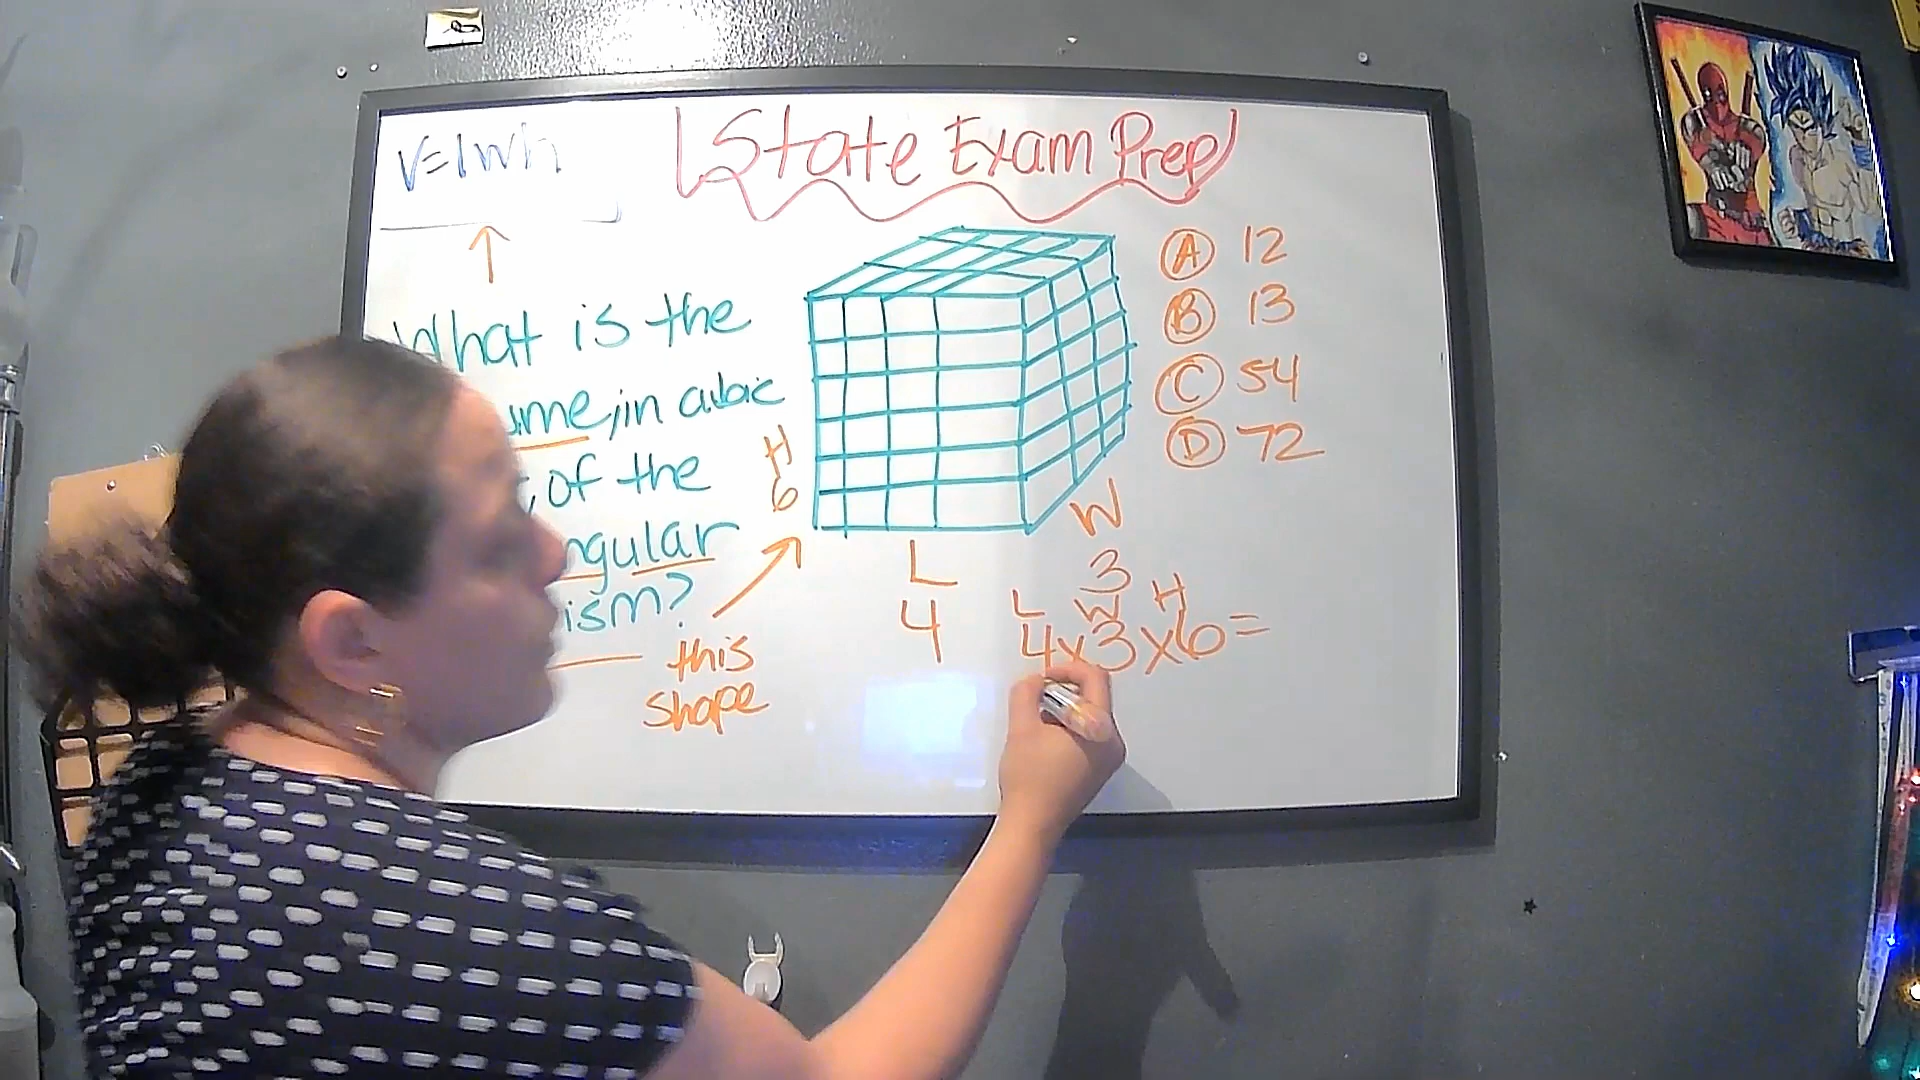 V=lwh
State Exam Prep
What is the
ume, in cubic
of the
ngular
ism?
this
shape
H
6
L
4
W
3
L W H
4x3x6=
A 12
B 13
C 54
D 72